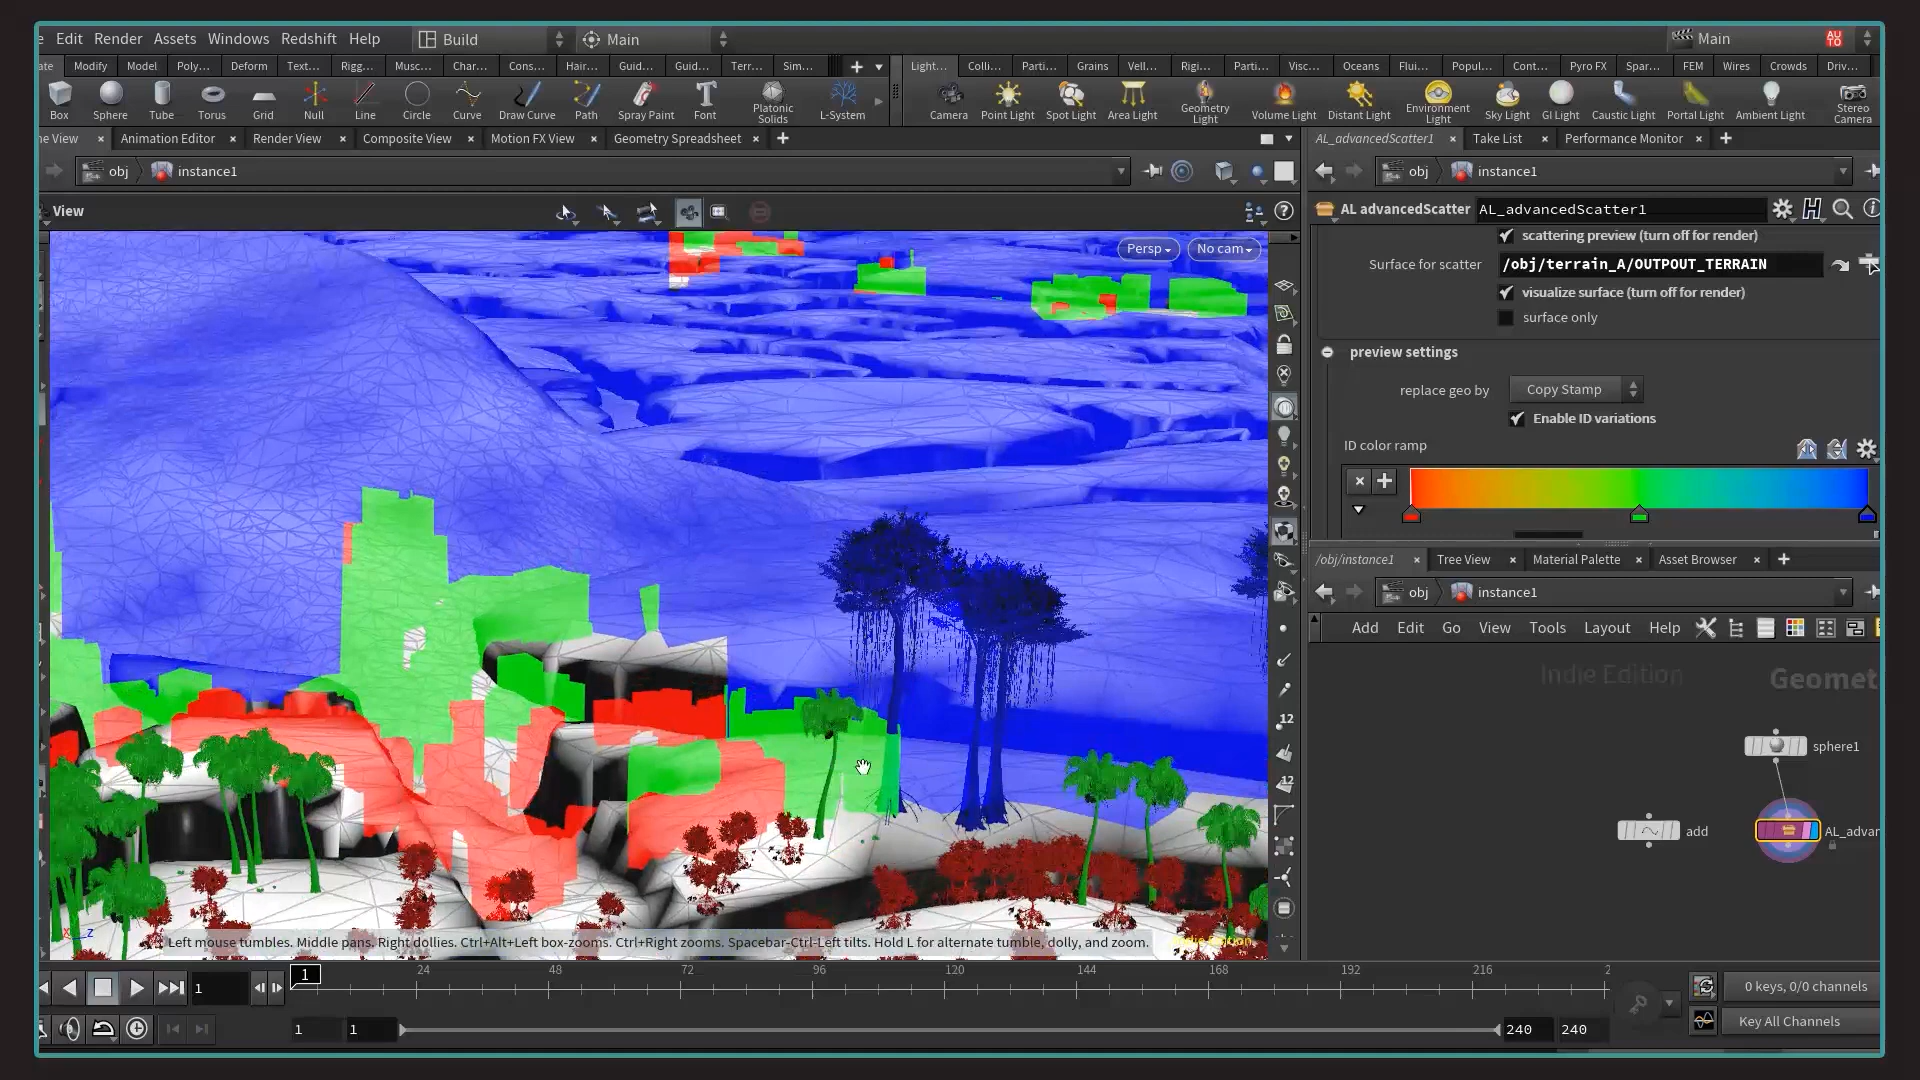 Edit Render Assets Windows Redshift Help Build Main Main AUTO
Modify Model Poly... Deform Text... Rigg... Musc... Char... Cons... Hair... Guid... Guid... Terr... Sim... Light... Colli... Parti... Grains Vell... Rigi... Parti... Visc... Oceans Flui... Popul... Cont... Pyro FX Spar... FEM Wires Crowds Driv...
Box Sphere Tube Torus Grid Null Line Circle Curve Draw Curve Path Spray Paint Font Platonic Solids L-System Camera Point Light Spot Light Area Light Geometry Light Volume Light Distant Light Environment Light Sky Light GI Light Caustic Light Portal Light Ambient Light Stereo Camera
ne View Animation Editor Render View Composite View Motion FX View Geometry Spreadsheet AL_advancedScatter1 Take List Performance Monitor
obj instance1 obj instance1
View
AL advancedScatter AL_advancedScatter1
scattering preview (turn off for render)
Persp No cam
Surface for scatter /obj/terrain_A/OUTPOUT_TERRAIN
visualize surface (turn off for render)
surface only
preview settings
replace geo by Copy Stamp
Enable ID variations
ID color ramp
/obj/instance1 Tree View Material Palette Asset Browser
obj instance1
Add Edit Go View Tools Layout Help
Indie Edition Geomet
sphere1
add AL_advar
12
12
Left mouse tumbles. Middle pans. Right dollies. Ctrl+Alt+Left box-zooms. Ctrl+Right zooms. Spacebar-Ctrl-Left tilts. Hold L for alternate tumble, dolly, and zoom. Indie Edition
1 1 24 48 72 96 120 144 168 192 216 2
0 keys, 0/0 channels
1 1 240 240 Key All Channels